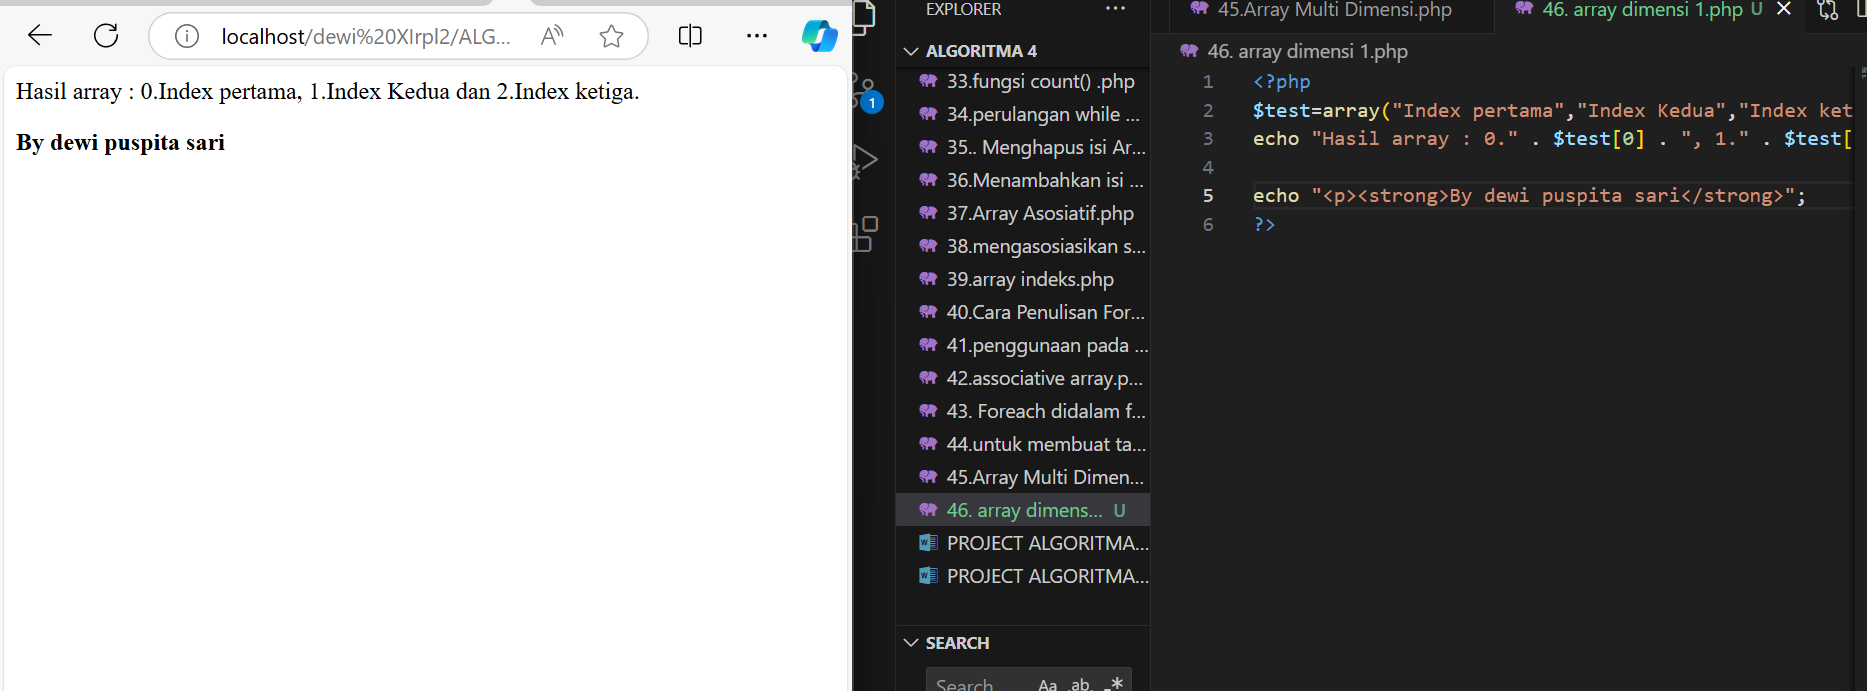 localhost/dewi%20XIrpl2/ALG...
Hasil array : 0.Index pertama, 1.Index Kedua dan 2.Index ketiga.
By dewi puspita sari
1
EXPLORER
ALGORITMA 4
33.fungsi count() .php
34.perulangan while ...
35.. Menghapus isi Ar...
36.Menambahkan isi ...
37.Array Asosiatif.php
38.mengasosiasikan s...
39.array indeks.php
40.Cara Penulisan For...
41.penggunaan pada ...
42.associative array.p...
43. Foreach didalam f...
44.untuk membuat ta...
45.Array Multi Dimen...
46. array dimens... U
PROJECT ALGORITMA...
PROJECT ALGORITMA...
SEARCH
Search Aa ab .*
45.Array Multi Dimensi.php
46. array dimensi 1.php U
46. array dimensi 1.php
1 <?php
2 $test=array("Index pertama","Index Kedua","Index ket
3 echo "Hasil array : 0." . $test[0] . ", 1." . $test[
4
5 echo "<p><strong>By dewi puspita sari</strong>";
6 ?>